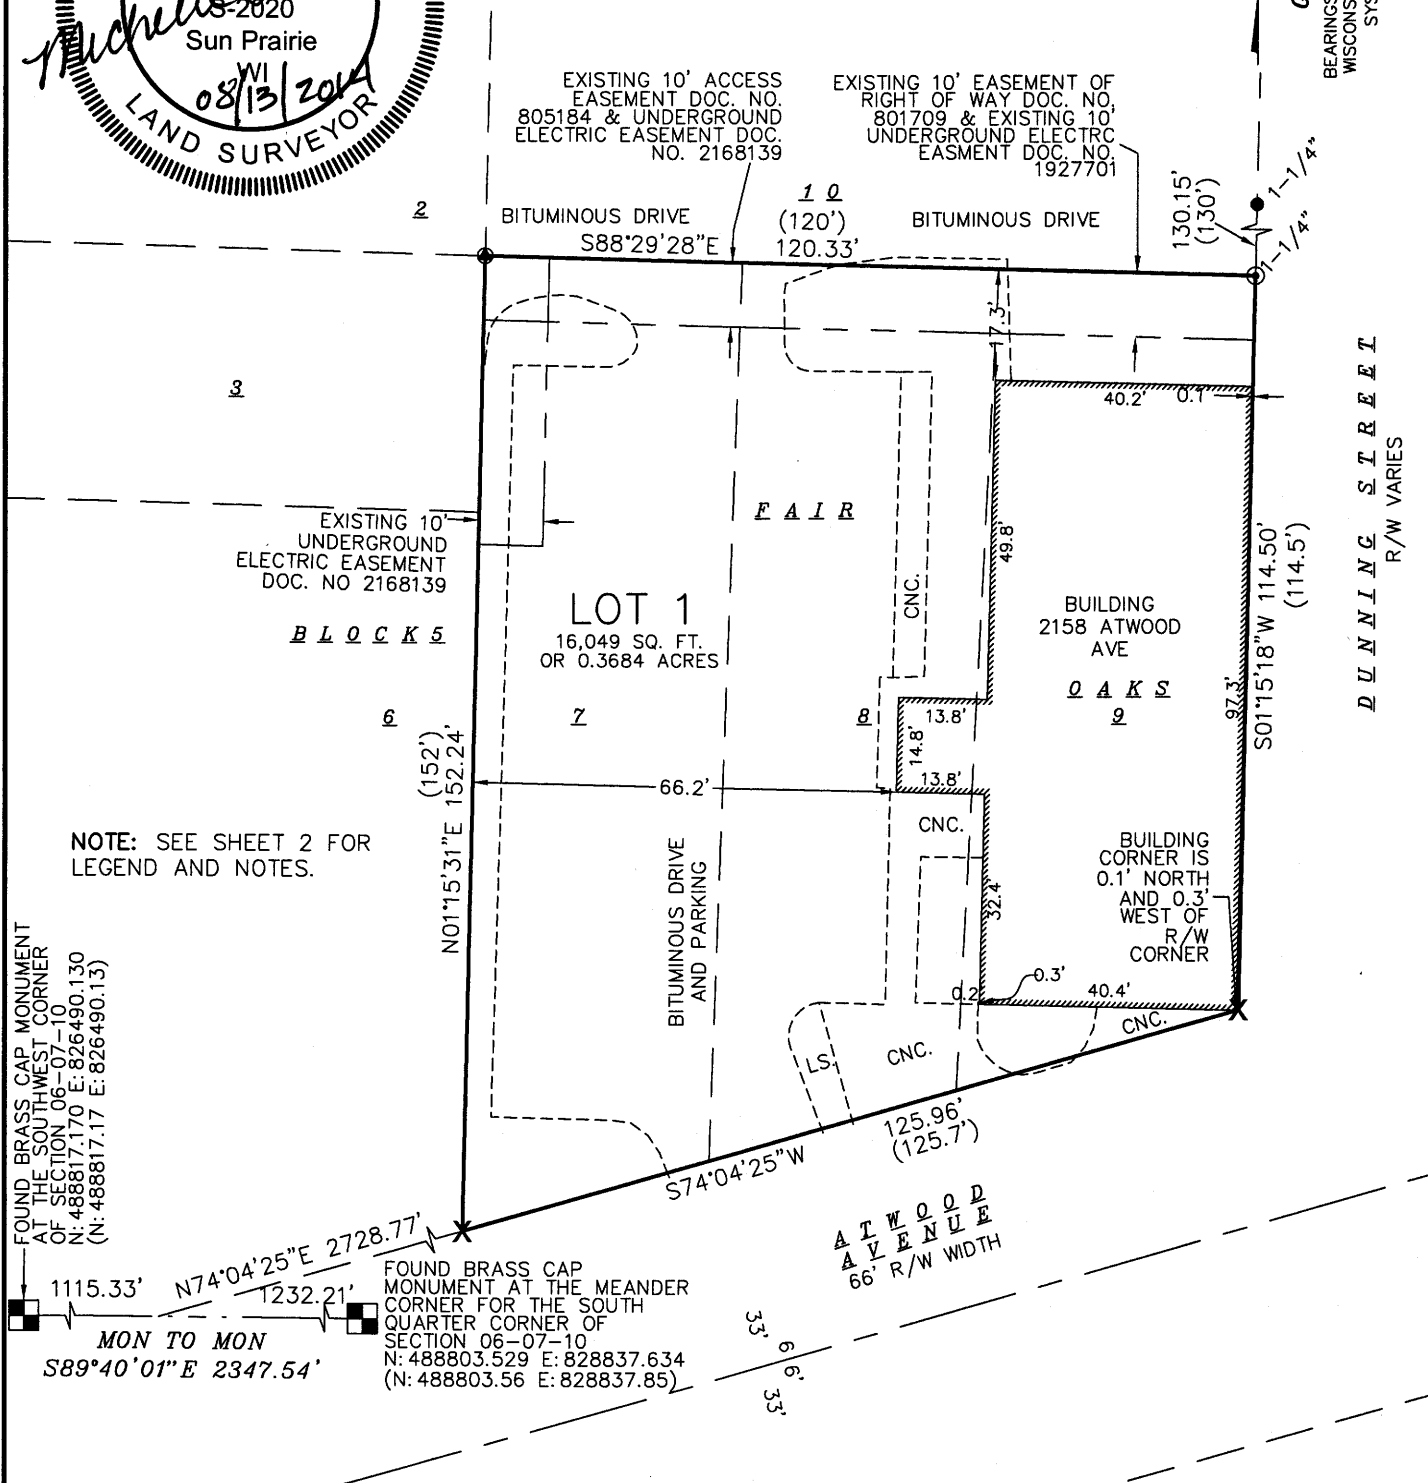 S-2020
Sun Prairie
WI
08/13/2014
LAND SURVEYOR
EXISTING 10' ACCESS
EASEMENT DOC. NO.
805184 & UNDERGROUND
ELECTRIC EASEMENT DOC.
NO. 2168139
EXISTING 10' EASEMENT OF
RIGHT OF WAY DOC. NO,
801709 & EXISTING 10'
UNDERGROUND ELECTRC
EASMENT DOC. NO.
1927701
BEARINGS
WISCONS
SYS
2
BITUMINOUS DRIVE
10
(120')
BITUMINOUS DRIVE
S88°29'28"E 120.33'
130.15'
(130')
1-1/4"
1-1/4"
3
17.3'
40.2'
0.1'
DUNNING STREET
R/W VARIES
EXISTING 10'
UNDERGROUND
ELECTRIC EASEMENT
DOC. NO 2168139
FAIR
49.8'
CNC.
S01°15'18"W 114.50'
(114.5')
BLOCK 5
LOT 1
16,049 SQ. FT.
OR 0.3684 ACRES
BUILDING
2158 ATWOOD
AVE
OAKS
6
7
8
9
13.8'
14.8'
13.8'
97.3'
(152')
N01°15'31"E 152.24'
66.2'
NOTE: SEE SHEET 2 FOR
LEGEND AND NOTES.
BITUMINOUS DRIVE
AND PARKING
CNC.
32.4'
BUILDING
CORNER IS
0.1' NORTH
AND 0.3'
WEST OF
R/W
CORNER
0.2'
0.3'
40.4'
CNC.
LS.
CNC.
125.96'
(125.7')
S74°04'25"W
FOUND BRASS CAP MONUMENT
AT THE SOUTHWEST CORNER
OF SECTION 06-07-10
N: 488817.170 E: 826490.130
(N: 488817.17 E: 826490.13)
ATWOOD
AVENUE
66' R/W WIDTH
N74°04'25"E 2728.77'
1115.33'
1232.21'
MON TO MON
S89°40'01"E 2347.54'
FOUND BRASS CAP
MONUMENT AT THE MEANDER
CORNER FOR THE SOUTH
QUARTER CORNER OF
SECTION 06-07-10
N: 488803.529 E: 828837.634
(N: 488803.56 E: 828837.85)
33'
66'
33'